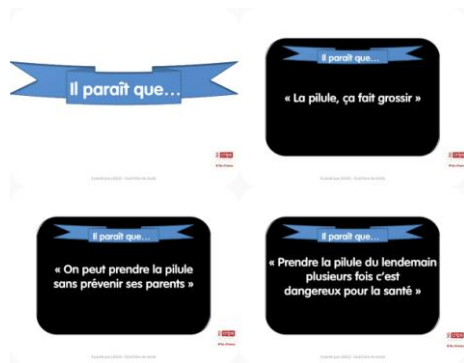 Il paraît que...
Il paraît que...
« La pilule, ça fait grossir »
Il paraît que...
« On peut prendre la pilule
sans prévenir ses parents »
Il paraît que...
« Prendre la pilule du lendemain
plusieurs fois c'est
dangereux pour la santé »